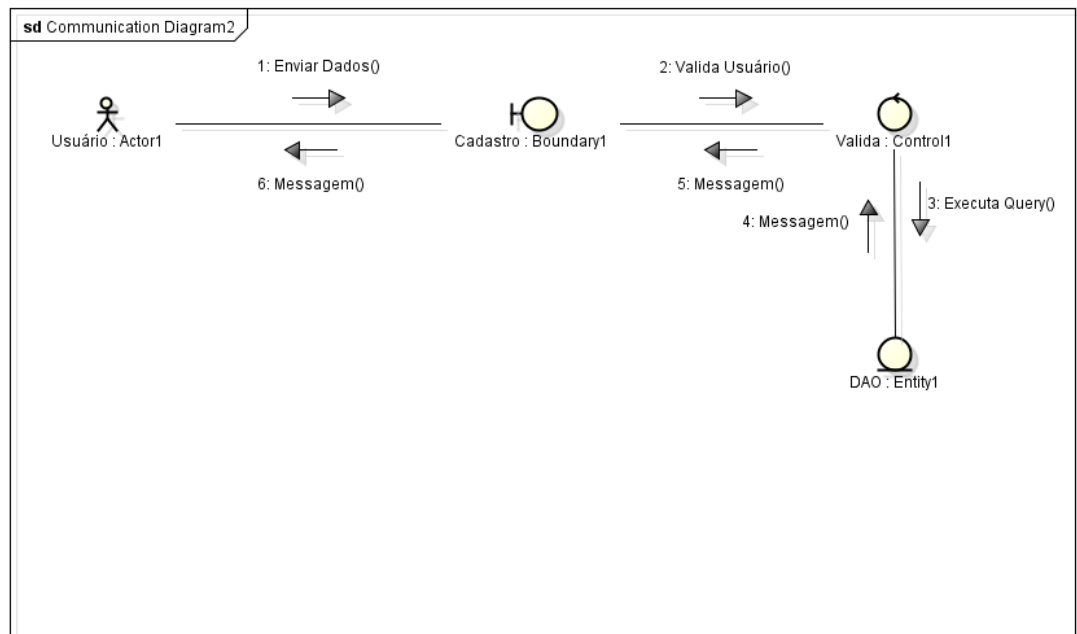 sd Communication Diagram2
1: Enviar Dados()
2: Valida Usuário()
Usuário : Actor1
Cadastro : Boundary1
Valida : Control1
6: Messagem()
5: Messagem()
3: Executa Query()
4: Messagem()
DAO : Entity1